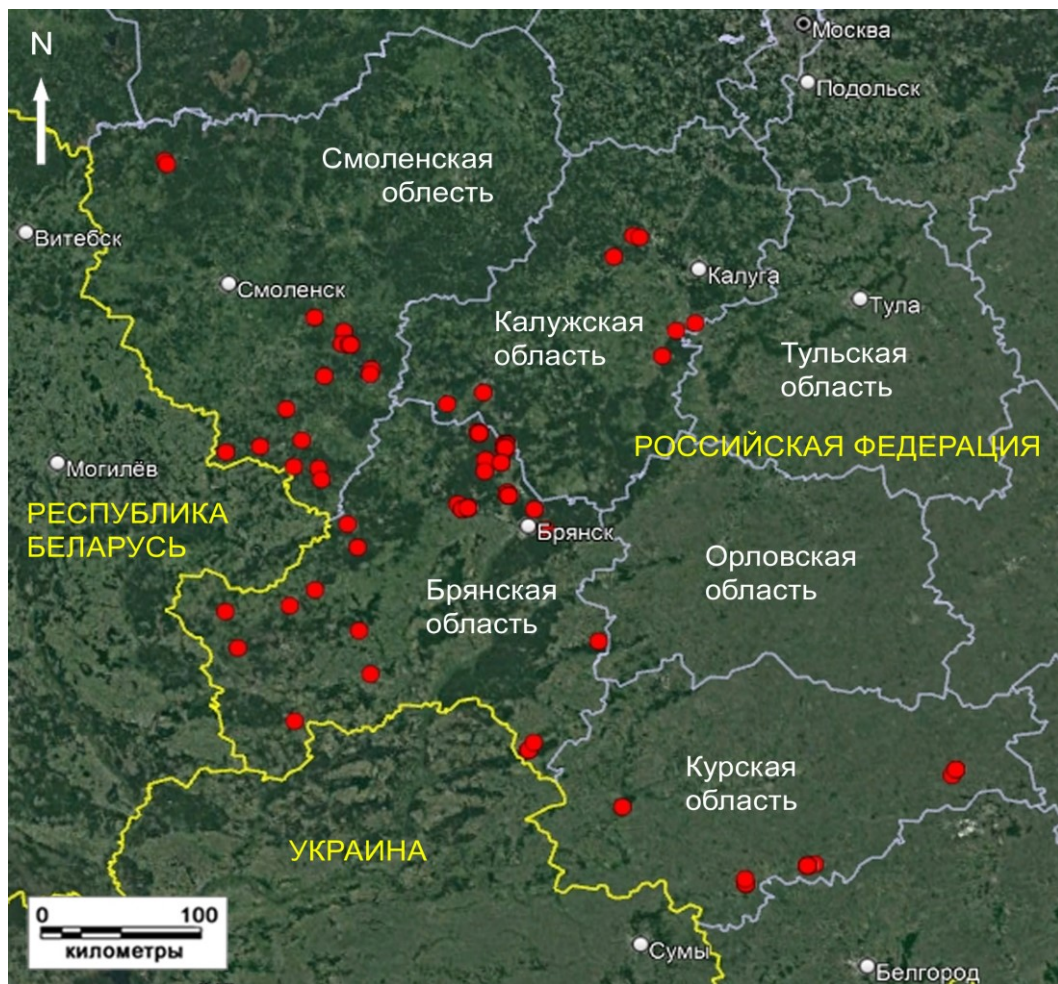 N
Москва
Подольск
Смоленская
облесть
Витебск
Смоленск
Калуга
Тула
Калужская
область
Тульская
область
РОССИЙСКАЯ ФЕДЕРАЦИЯ
Могилёв
РЕСПУБЛИКА
БЕЛАРУСЬ
Брянск
Орловская
область
Брянская
область
Курская
область
УКРАИНА
0 100
километры
Сумы
Белгород